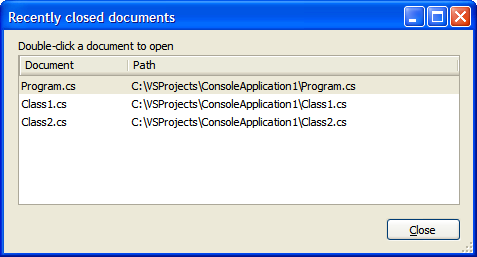 Recently closed documents
Double-click a document to open
Document Path
Program.cs C:\VSProjects\ConsoleApplication1\Program.cs
Class1.cs C:\VSProjects\ConsoleApplication1\Class1.cs
Class2.cs C:\VSProjects\ConsoleApplication1\Class2.cs
Close